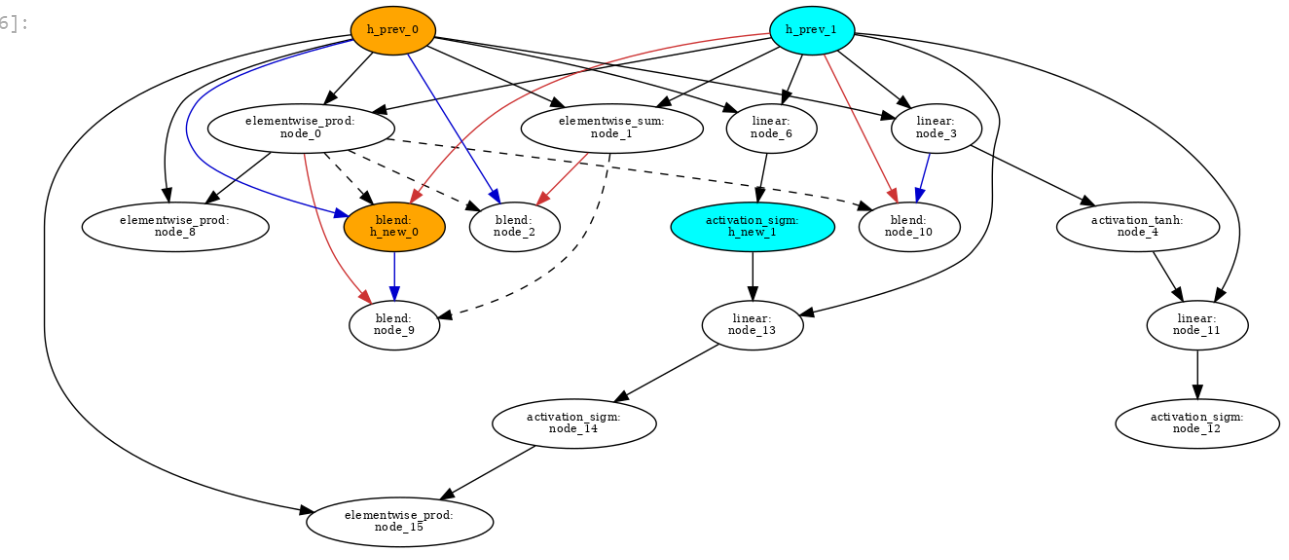 6]:
h_prev_0
h_prev_1
elementwise_prod:
node_0
elementwise_sum:
node_1
linear:
node_6
linear:
node_3
elementwise_prod:
node_8
blend:
h_new_0
blend:
node_2
activation_sigm:
h_new_1
blend:
node_10
activation_tanh:
node_4
blend:
node_9
linear:
node_13
linear:
node_11
activation_sigm:
node_14
activation_sigm:
node_12
elementwise_prod:
node_15